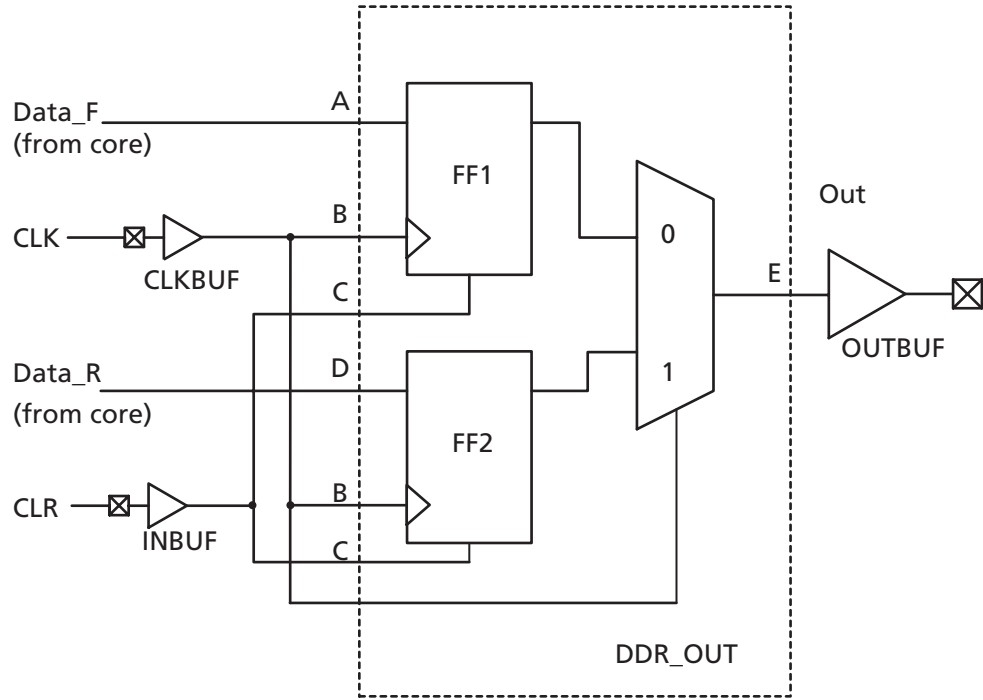 Data_F
(from core)
A
FF1
CLK
CLKBUF
B
C
0
1
Out
E
OUTBUF
Data_R
(from core)
D
FF2
CLR
INBUF
B
C
DDR_OUT